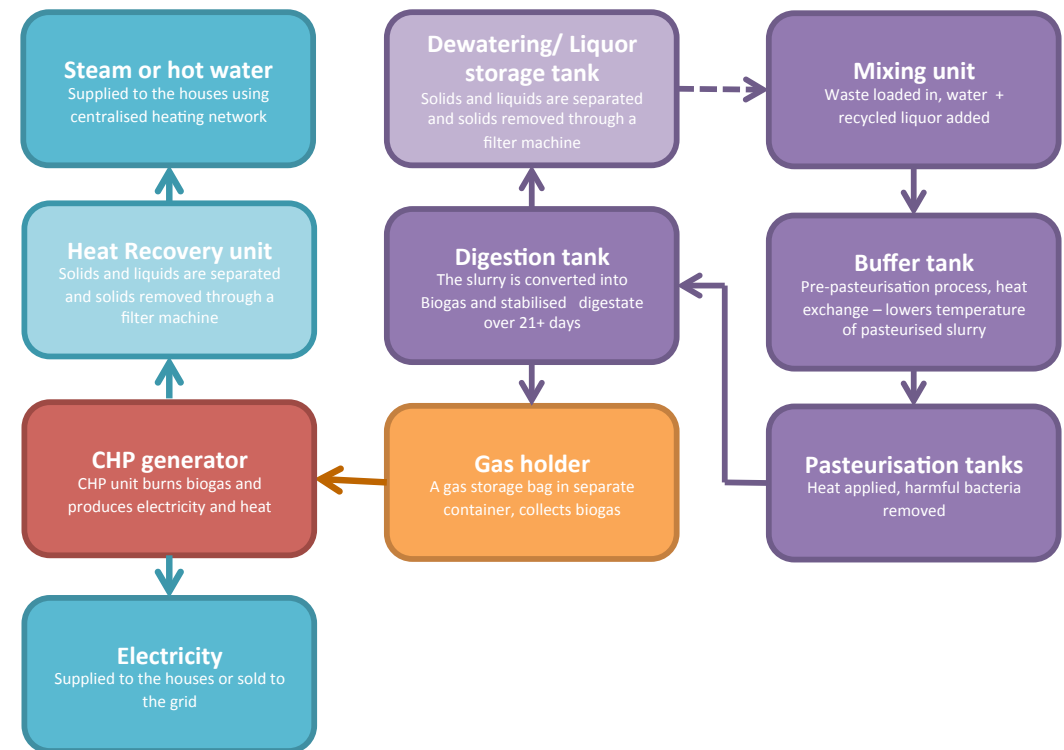 Steam or hot water
Supplied to the houses using
centralised heating network
Dewatering/ Liquor
storage tank
Solids and liquids are separated
and solids removed through a
filter machine
Mixing unit
Waste loaded in, water +
recycled liquor added
Heat Recovery unit
Solids and liquids are separated
and solids removed through a
filter machine
Digestion tank
The slurry is converted into
Biogas and stabilised digestate
over 21+ days
Buffer tank
Pre-pasteurisation process, heat
exchange – lowers temperature
of pasteurised slurry
CHP generator
CHP unit burns biogas and
produces electricity and heat
Gas holder
A gas storage bag in separate
container, collects biogas
Pasteurisation tanks
Heat applied, harmful bacteria
removed
Electricity
Supplied to the houses or sold to
the grid